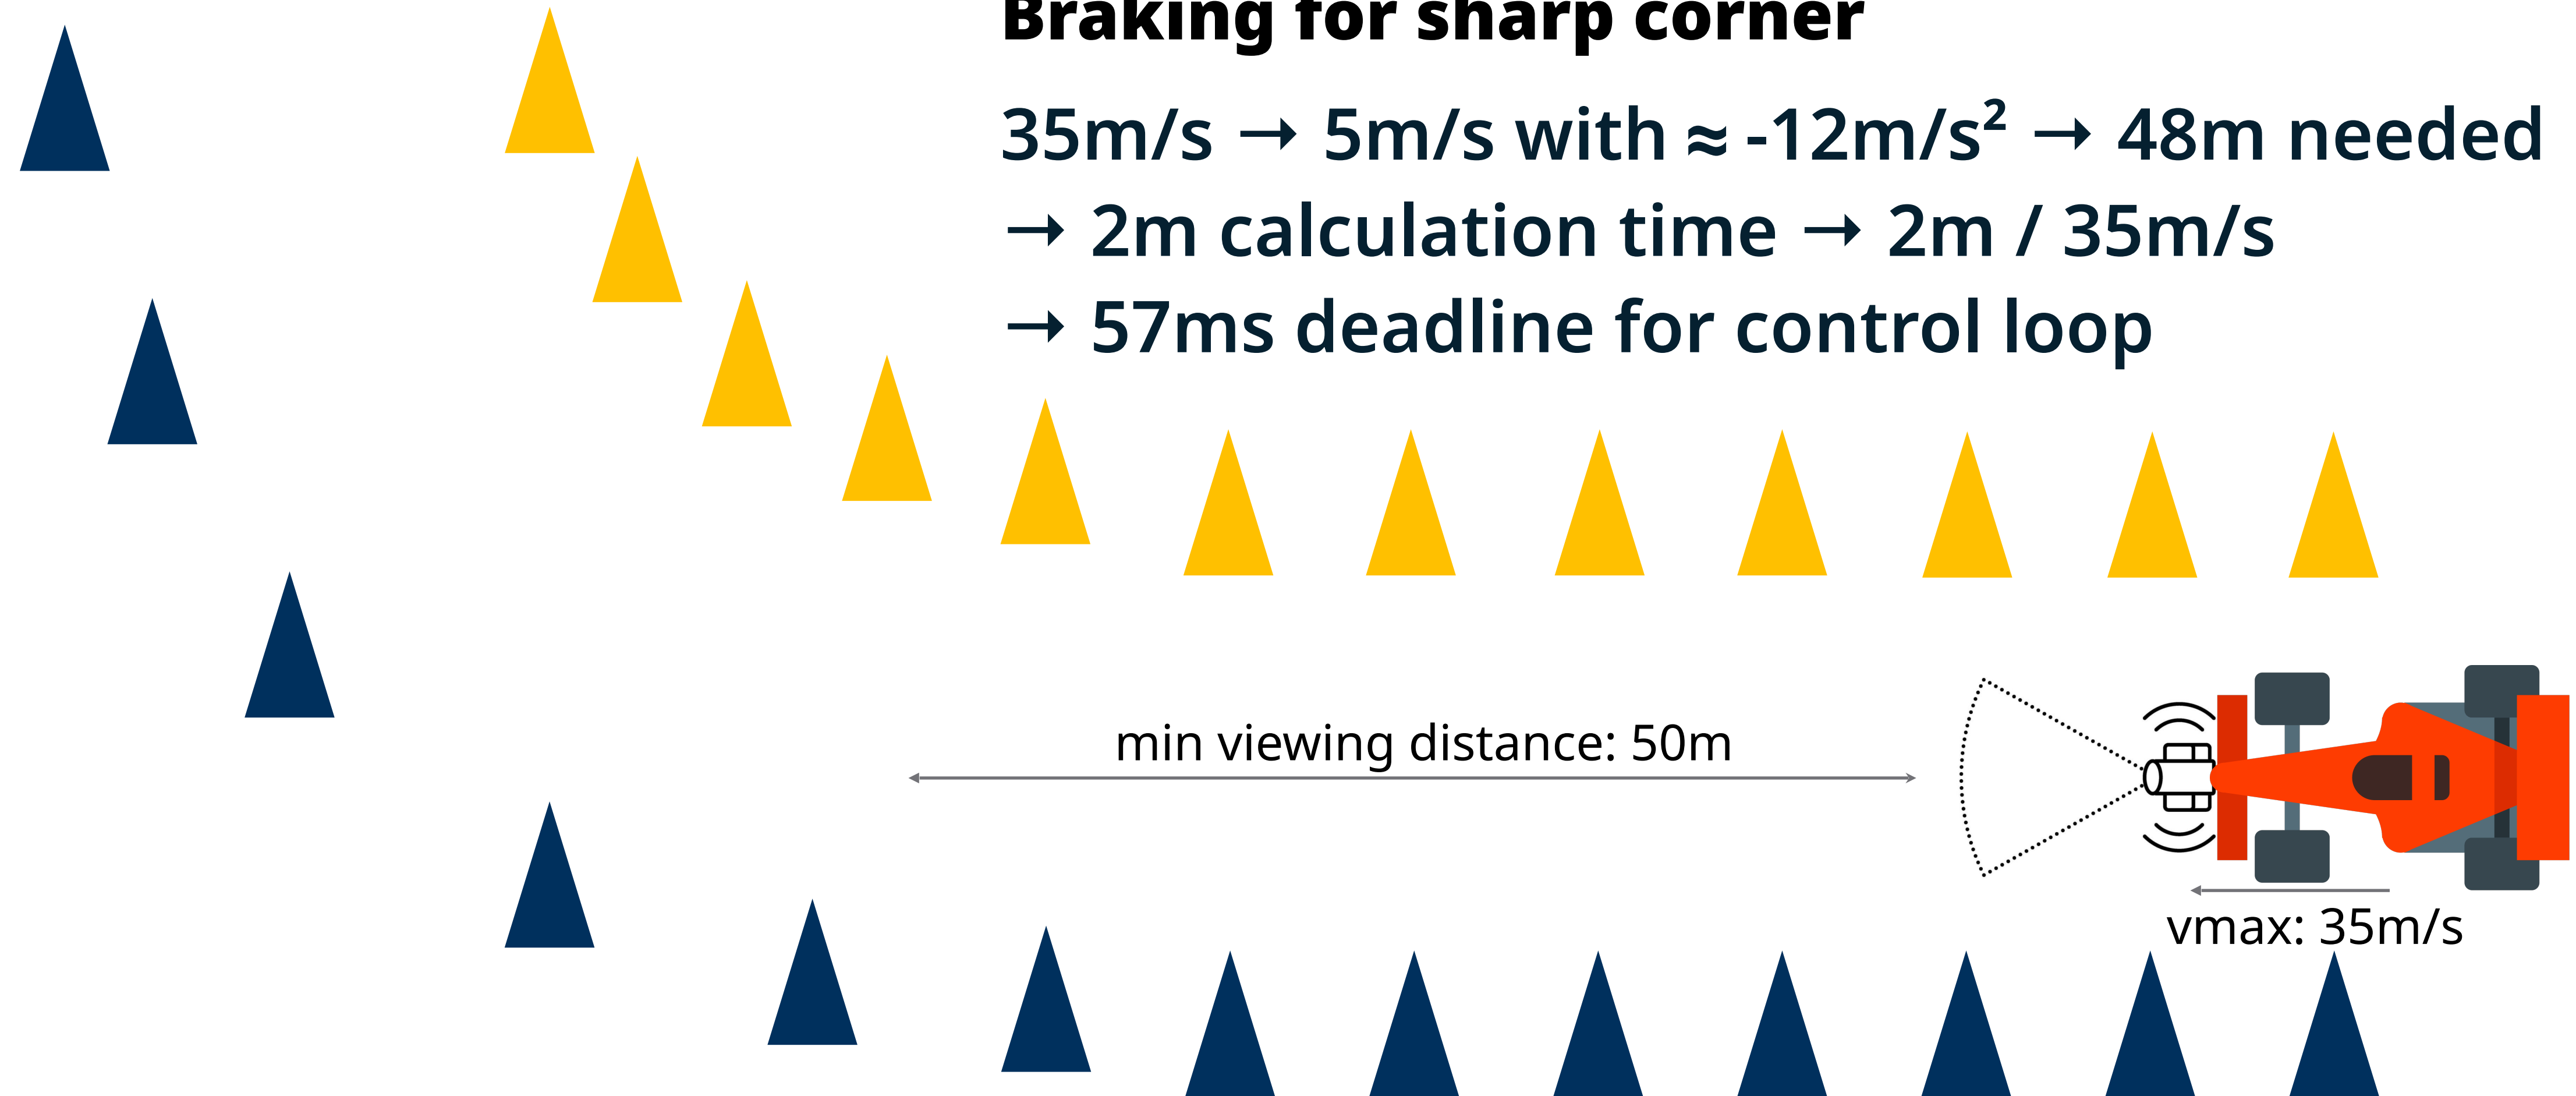 Braking for sharp corner
35m/s → 5m/s with ≈ -12m/s² → 48m needed
→ 2m calculation time → 2m / 35m/s
→ 57ms deadline for control loop
min viewing distance: 50m
vmax: 35m/s